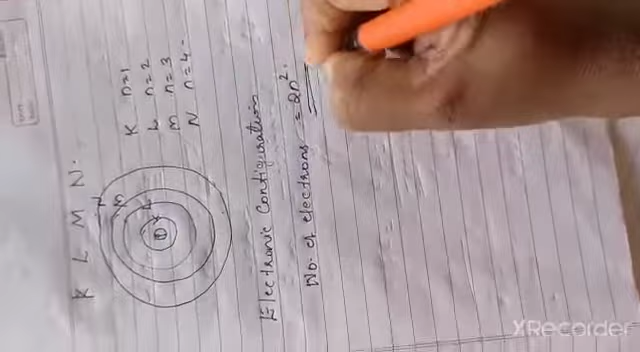 K L M N.
K n=1
L n=2
M n=3
N n=4
N
M
L
K
Electronic Configuration
No. of electrons = 2n².
XRecorder